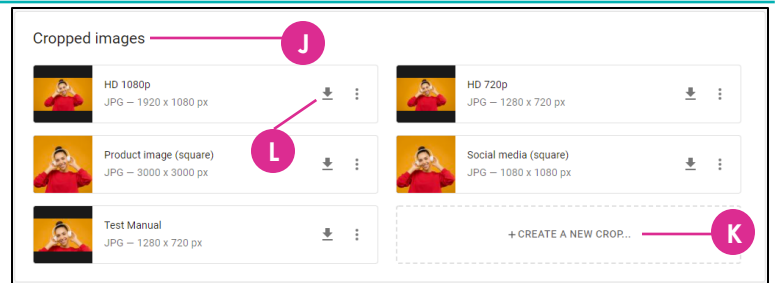 Cropped images
J
HD 1080p
JPG — 1920 x 1080 px
HD 720p
JPG — 1280 x 720 px
L
Product image (square)
JPG — 3000 x 3000 px
Social media (square)
JPG — 1080 x 1080 px
Test Manual
JPG — 1280 x 720 px
+ CREATE A NEW CROP...
K